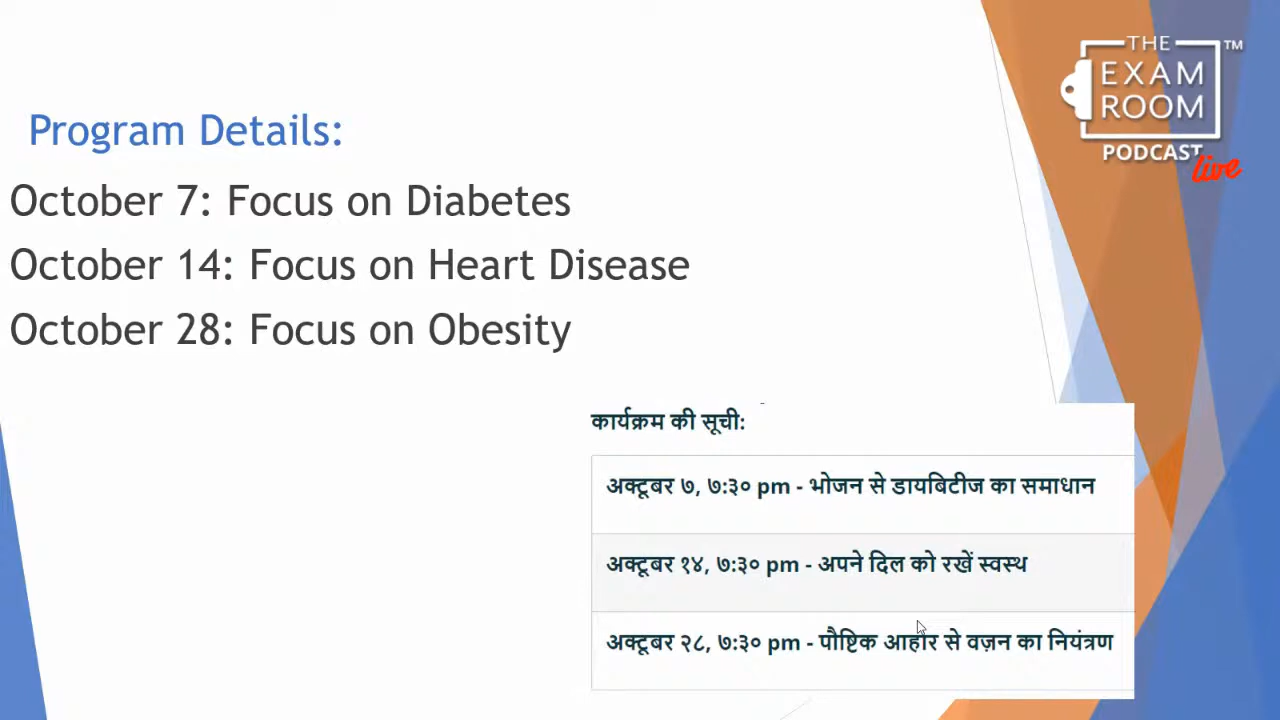 THE
EXAM
ROOM
TM
PODCAST
live
Program Details:
October 7: Focus on Diabetes
October 14: Focus on Heart Disease
October 28: Focus on Obesity
कार्यक्रम की सूची:
अक्टूबर ७, ७:३० pm - भोजन से डायबिटीज का समाधान
अक्टूबर १४, ७:३० pm - अपने दिल को रखें स्वस्थ
अक्टूबर २८, ७:३० pm - पौष्टिक आहार से वज़न का नियंत्रण